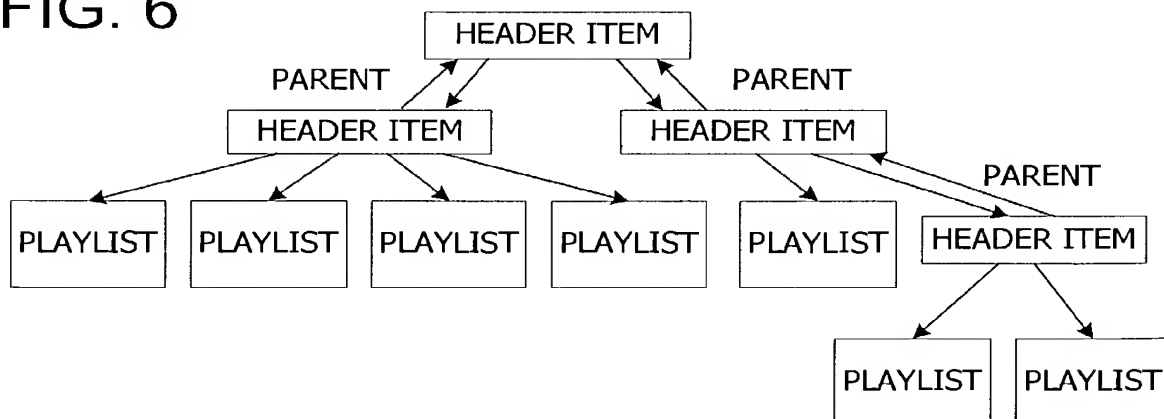 FIG. 6
HEADER ITEM
PARENT
PARENT
HEADER ITEM
HEADER ITEM
PARENT
PLAYLIST
PLAYLIST
PLAYLIST
PLAYLIST
PLAYLIST
HEADER ITEM
PLAYLIST
PLAYLIST